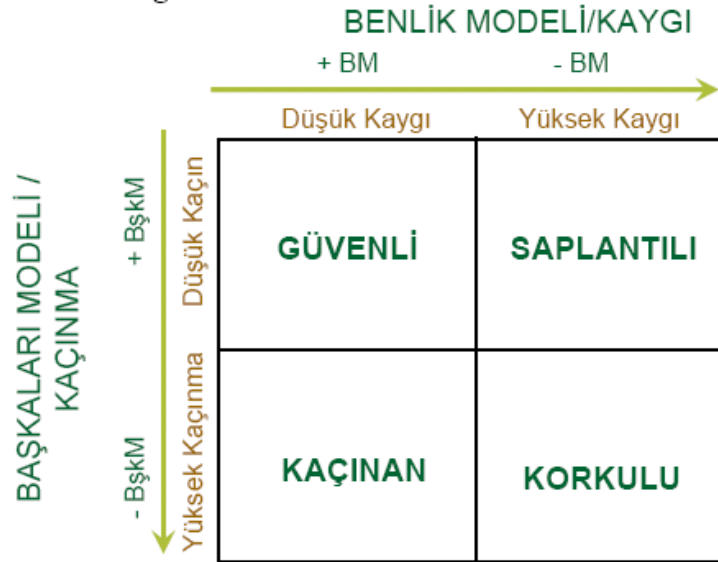 BENLİK MODELİ/KAYGI
+ BM
- BM
Düşük Kaygı
Yüksek Kaygı
BAŞKALARI MODELİ /
KAÇINMA
+ BşkM
- BşkM
Düşük Kaçın
Yüksek Kaçınma
GÜVENLİ
SAPLANTILI
KAÇINAN
KORKULU